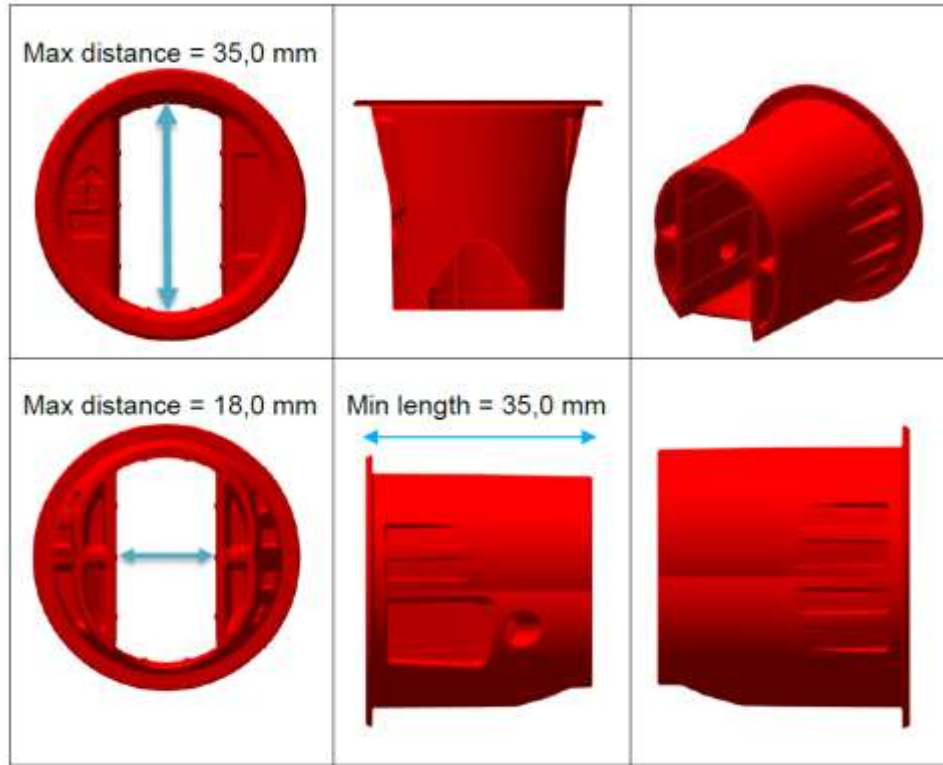 Max distance = 35,0 mm
Max distance = 18,0 mm
Min length = 35,0 mm